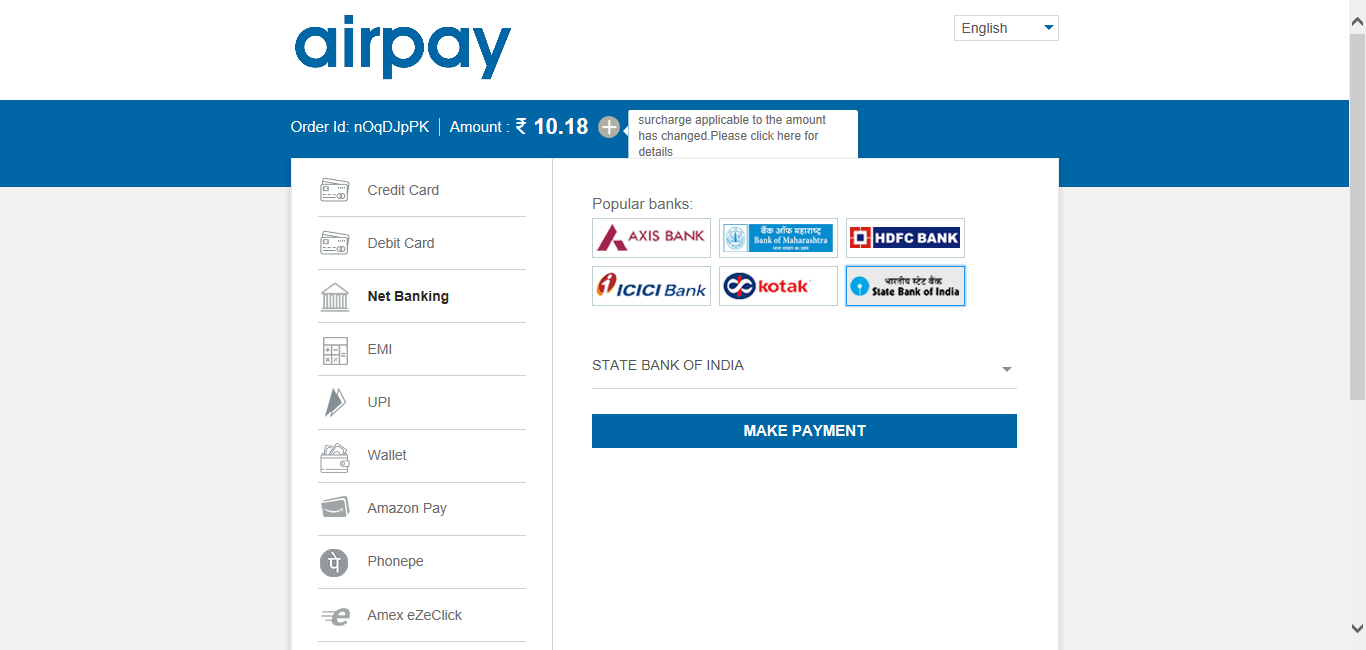 airpay
English
Order Id: nOqDJpPK | Amount : ₹ 10.18
surcharge applicable to the amount
has changed.Please click here for
details
Credit Card
Debit Card
Net Banking
EMI
UPI
Wallet
Amazon Pay
Phonepe
Amex eZeClick
Popular banks:
AXIS BANK
बैंक ऑफ महाराष्ट्र
Bank of Maharashtra
HDFC BANK
ICICI Bank
kotak
भारतीय स्टेट बैंक
State Bank of India
STATE BANK OF INDIA
MAKE PAYMENT